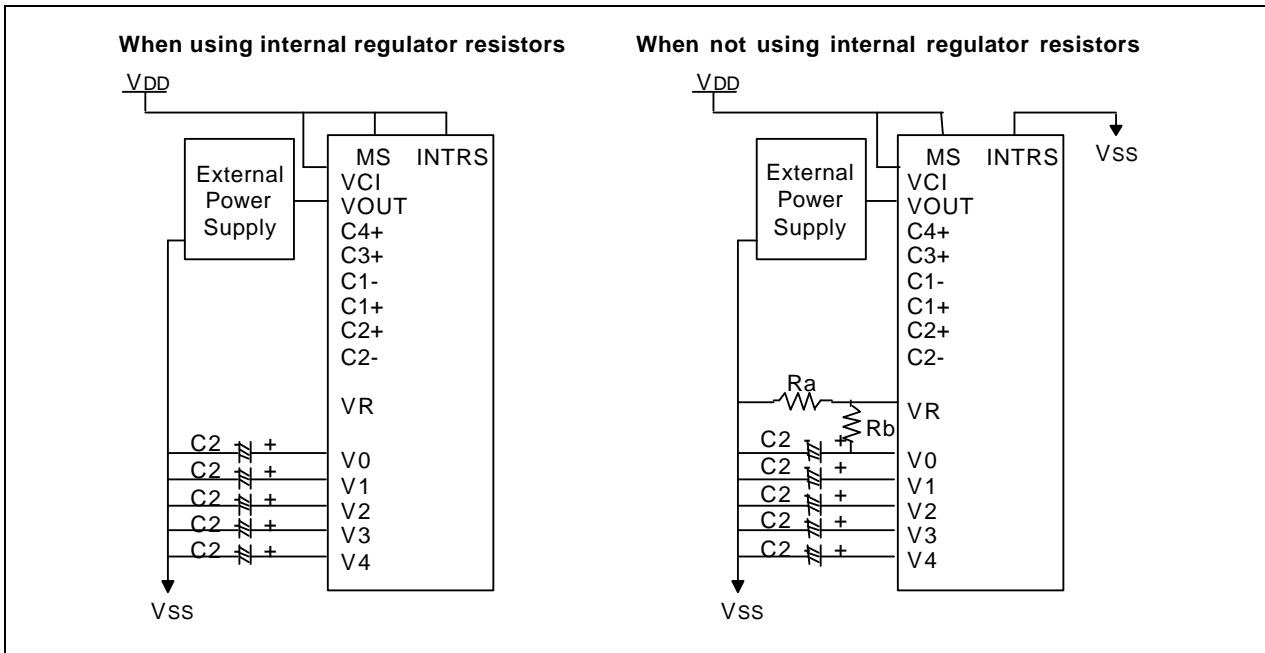 When using internal regulator resistors
VDD
MS INTRS
External
Power
Supply
VCI
VOUT
C4+
C3+
C1-
C1+
C2+
C2-
VR
C2 - +
V0
C2 - +
V1
C2 - +
V2
C2 - +
V3
C2 - +
V4
VSS
When not using internal regulator resistors
VDD
MS INTRS
VSS
External
Power
Supply
VCI
VOUT
C4+
C3+
C1-
C1+
C2+
C2-
Ra
VR
Rb
C2 - +
V0
C2 - +
V1
C2 - +
V2
C2 - +
V3
C2 - +
V4
VSS